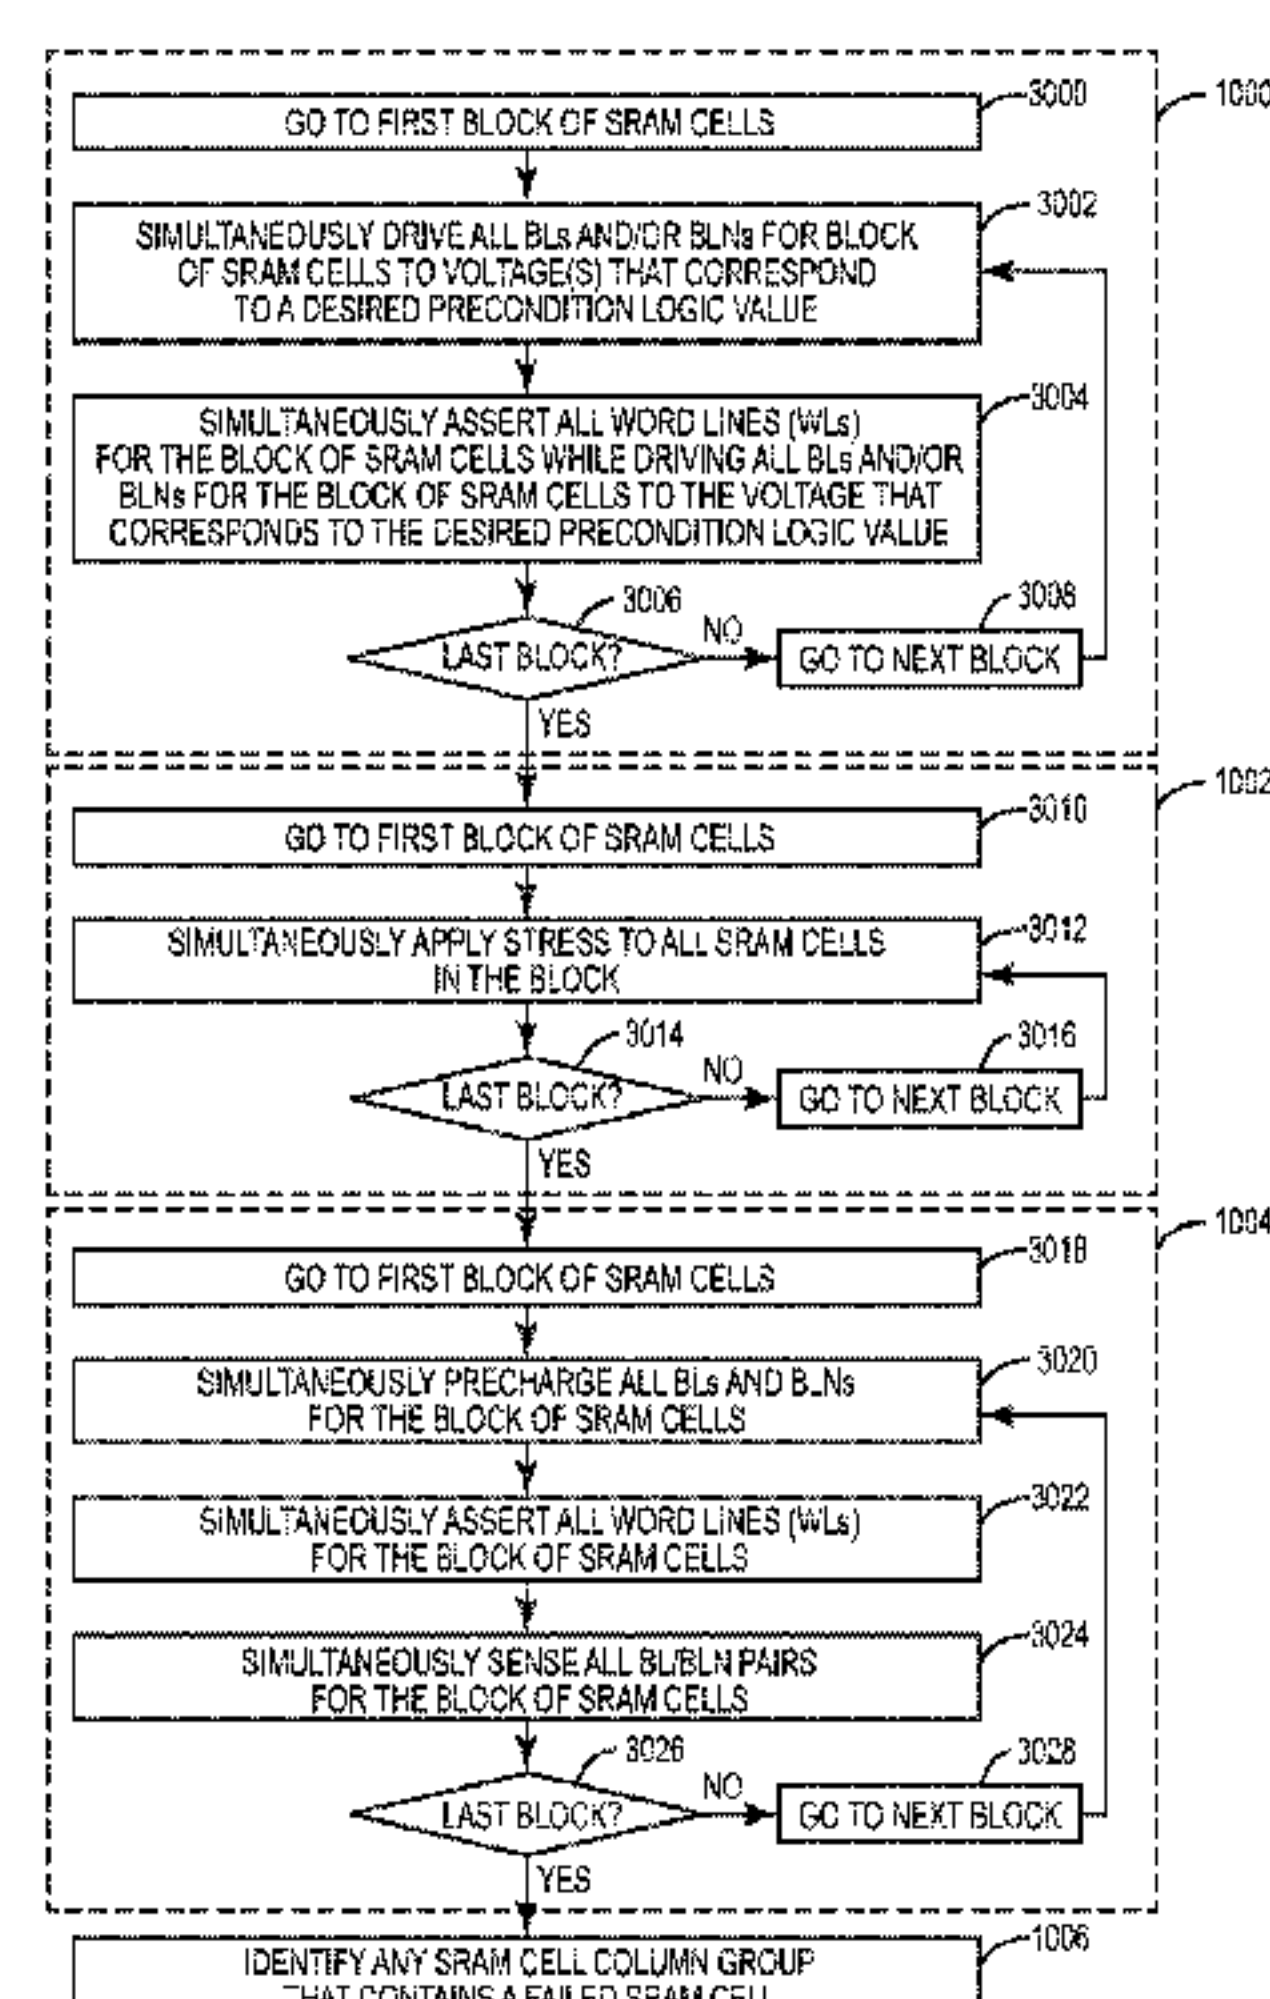 3000
1000
GO TO FIRST BLOCK OF SRAM CELLS
3002
SIMULTANEOUSLY DRIVE ALL BLs AND/OR BLNs FOR BLOCK
OF SRAM CELLS TO VOLTAGE(S) THAT CORRESPOND
TO A DESIRED PRECONDITION LOGIC VALUE
3004
SIMULTANEOUSLY ASSERT ALL WORD LINES (WLs)
FOR THE BLOCK OF SRAM CELLS WHILE DRIVING ALL BLs AND/OR
BLNs FOR THE BLOCK OF SRAM CELLS TO THE VOLTAGE THAT
CORRESPONDS TO THE DESIRED PRECONDITION LOGIC VALUE
3006
3008
NO
LAST BLOCK?
GO TO NEXT BLOCK
YES
1002
3010
GO TO FIRST BLOCK OF SRAM CELLS
3012
SIMULTANEOUSLY APPLY STRESS TO ALL SRAM CELLS
IN THE BLOCK
3014
3016
NO
LAST BLOCK?
GO TO NEXT BLOCK
YES
1004
3018
GO TO FIRST BLOCK OF SRAM CELLS
3020
SIMULTANEOUSLY PRECHARGE ALL BLs AND BLNs
FOR THE BLOCK OF SRAM CELLS
3022
SIMULTANEOUSLY ASSERT ALL WORD LINES (WLs)
FOR THE BLOCK OF SRAM CELLS
3024
SIMULTANEOUSLY SENSE ALL BL/BLN PAIRS
FOR THE BLOCK OF SRAM CELLS
3026
3028
NO
LAST BLOCK?
GO TO NEXT BLOCK
YES
1006
IDENTIFY ANY SRAM CELL COLUMN GROUP
THAT CONTAINS A FAILED SRAM CELL